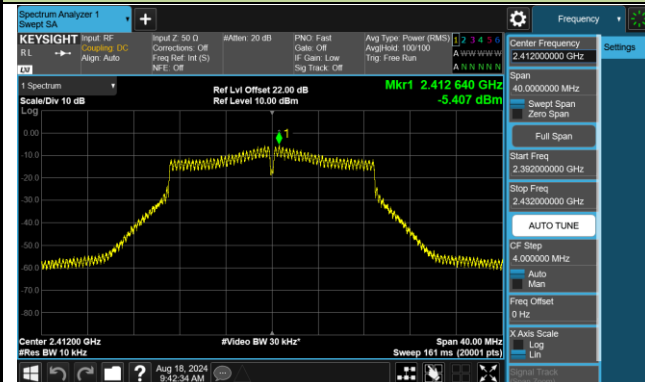 Spectrum Analyzer 1
Swept SA
+
Frequency
KEYSIGHT
RL
LM
Input: RF
Coupling: DC
Align: Auto
Input Z: 50 Ω
Corrections: Off
Freq Ref: Int (S)
NFE: Off
#Atten: 20 dB
PNO: Fast
Gate: Off
IF Gain: Low
Sig Track: Off
Avg Type: Power (RMS)
Avg|Hold: 100/100
Trig: Free Run
1 2 3 4 5 6
A W W W W W
A N N N N N
1 Spectrum
Scale/Div 10 dB
Log
Ref Lvl Offset 22.00 dB
Ref Level 10.00 dBm
Mkr1 2.412 640 GHz
-5.407 dBm
1
0.00
-10.0
-20.0
-30.0
-40.0
-50.0
-60.0
-70.0
-80.0
Center 2.41200 GHz
#Res BW 10 kHz
#Video BW 30 kHz*
Span 40.00 MHz
Sweep 161 ms (20001 pts)
Aug 18, 2024
9:42:34 AM
Center Frequency
2.412000000 GHz
Settings
Span
40.0000000 MHz
Swept Span
Zero Span
Full Span
Start Freq
2.392000000 GHz
Stop Freq
2.432000000 GHz
AUTO TUNE
CF Step
4.000000 MHz
Auto
Man
Freq Offset
0 Hz
X Axis Scale
Log
Lin
Signal Track